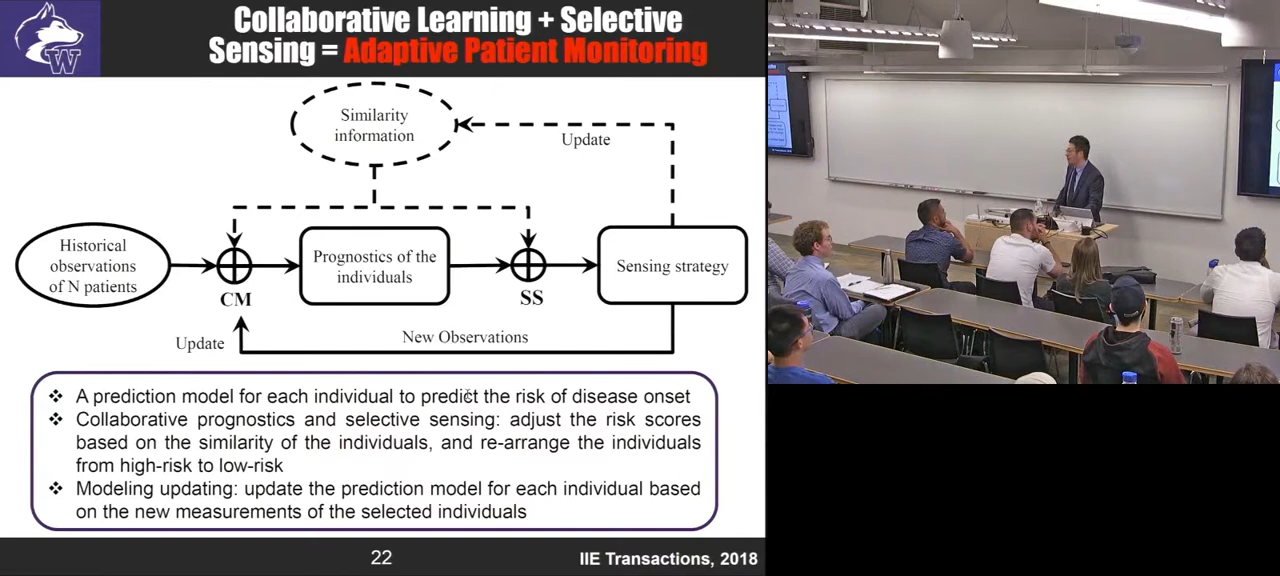 Collaborative Learning + Selective
Sensing = Adaptive Patient Monitoring
W
Similarity
information
Update
Historical
observations
of N patients
Prognostics of the
individuals
Sensing strategy
CM
SS
Update
New Observations
❖ A prediction model for each individual to predict the risk of disease onset
❖ Collaborative prognostics and selective sensing: adjust the risk scores
based on the similarity of the individuals, and re-arrange the individuals
from high-risk to low-risk
❖ Modeling updating: update the prediction model for each individual based
on the new measurements of the selected individuals
22
IIE Transactions, 2018